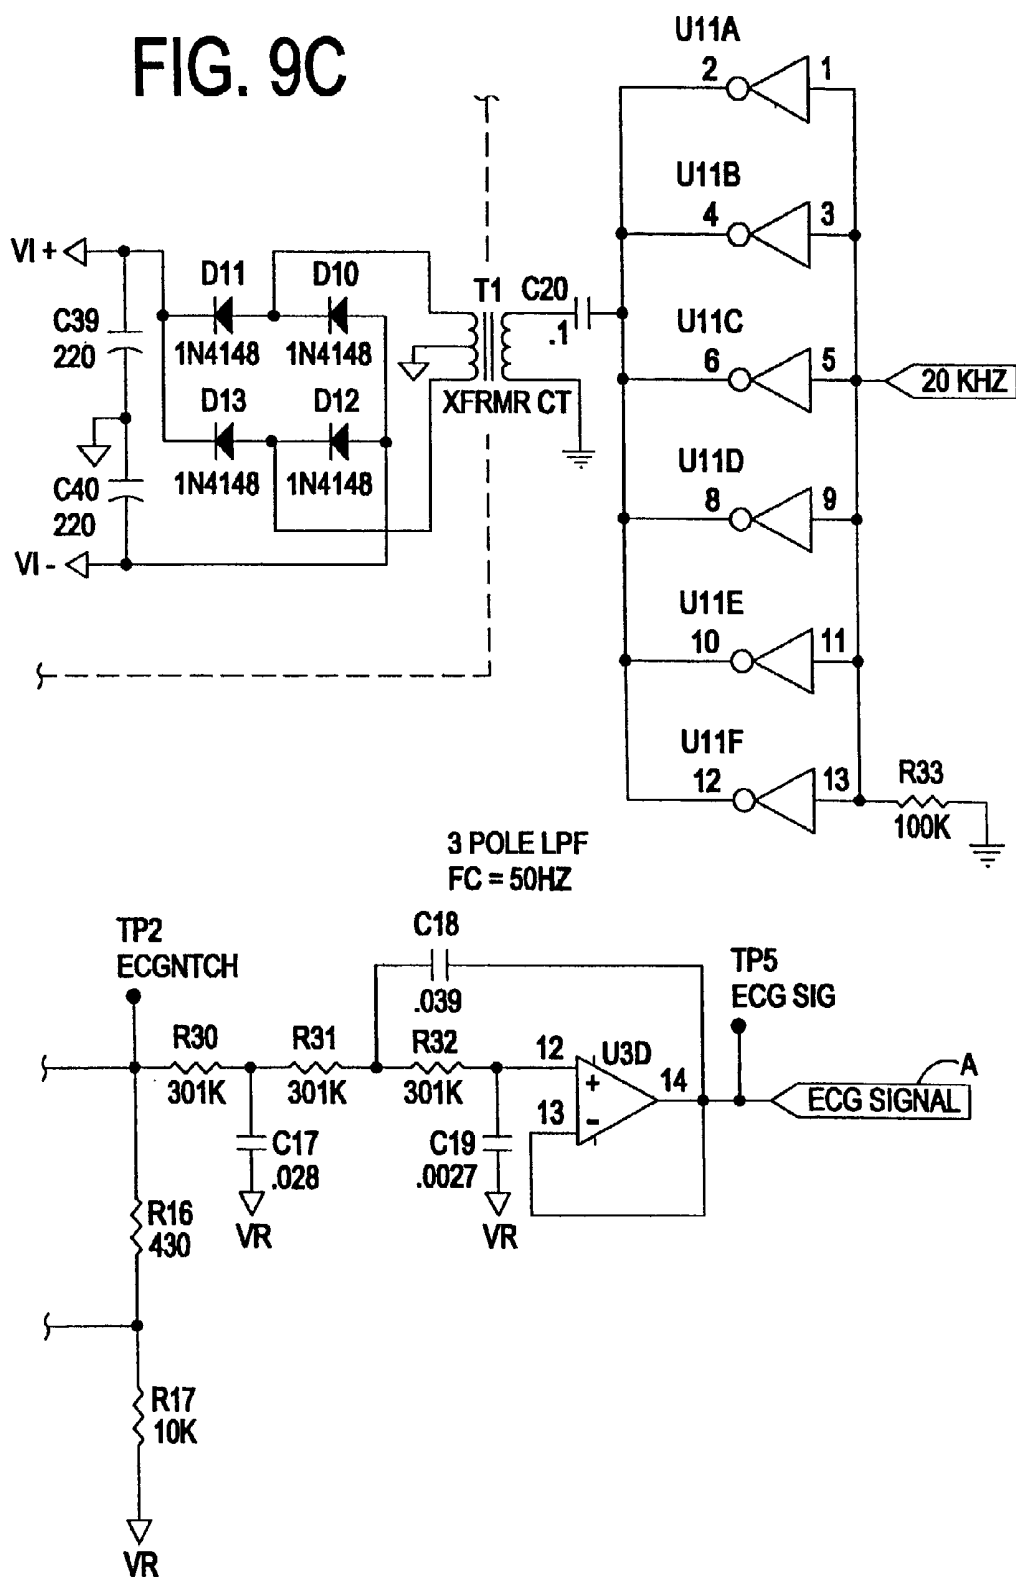 FIG. 9C
U11A
2 1
U11B
4 3
VI +
D11 D10
T1 C20
.1
C39
220
1N4148 1N4148
U11C
6 5
20 KHZ
XFRMR CT
D13 D12
1N4148 1N4148
C40
220
U11D
8 9
VI -
U11E
10 11
U11F
12 13
R33
100K
3 POLE LPF
FC = 50HZ
TP2
ECGNTCH
C18
.039
TP5
ECG SIG
R30 R31 R32
301K 301K 301K
12 U3D
+ 14
13 -
A
ECG SIGNAL
C17
.028
C19
.0027
VR VR
R16
430
R17
10K
VR